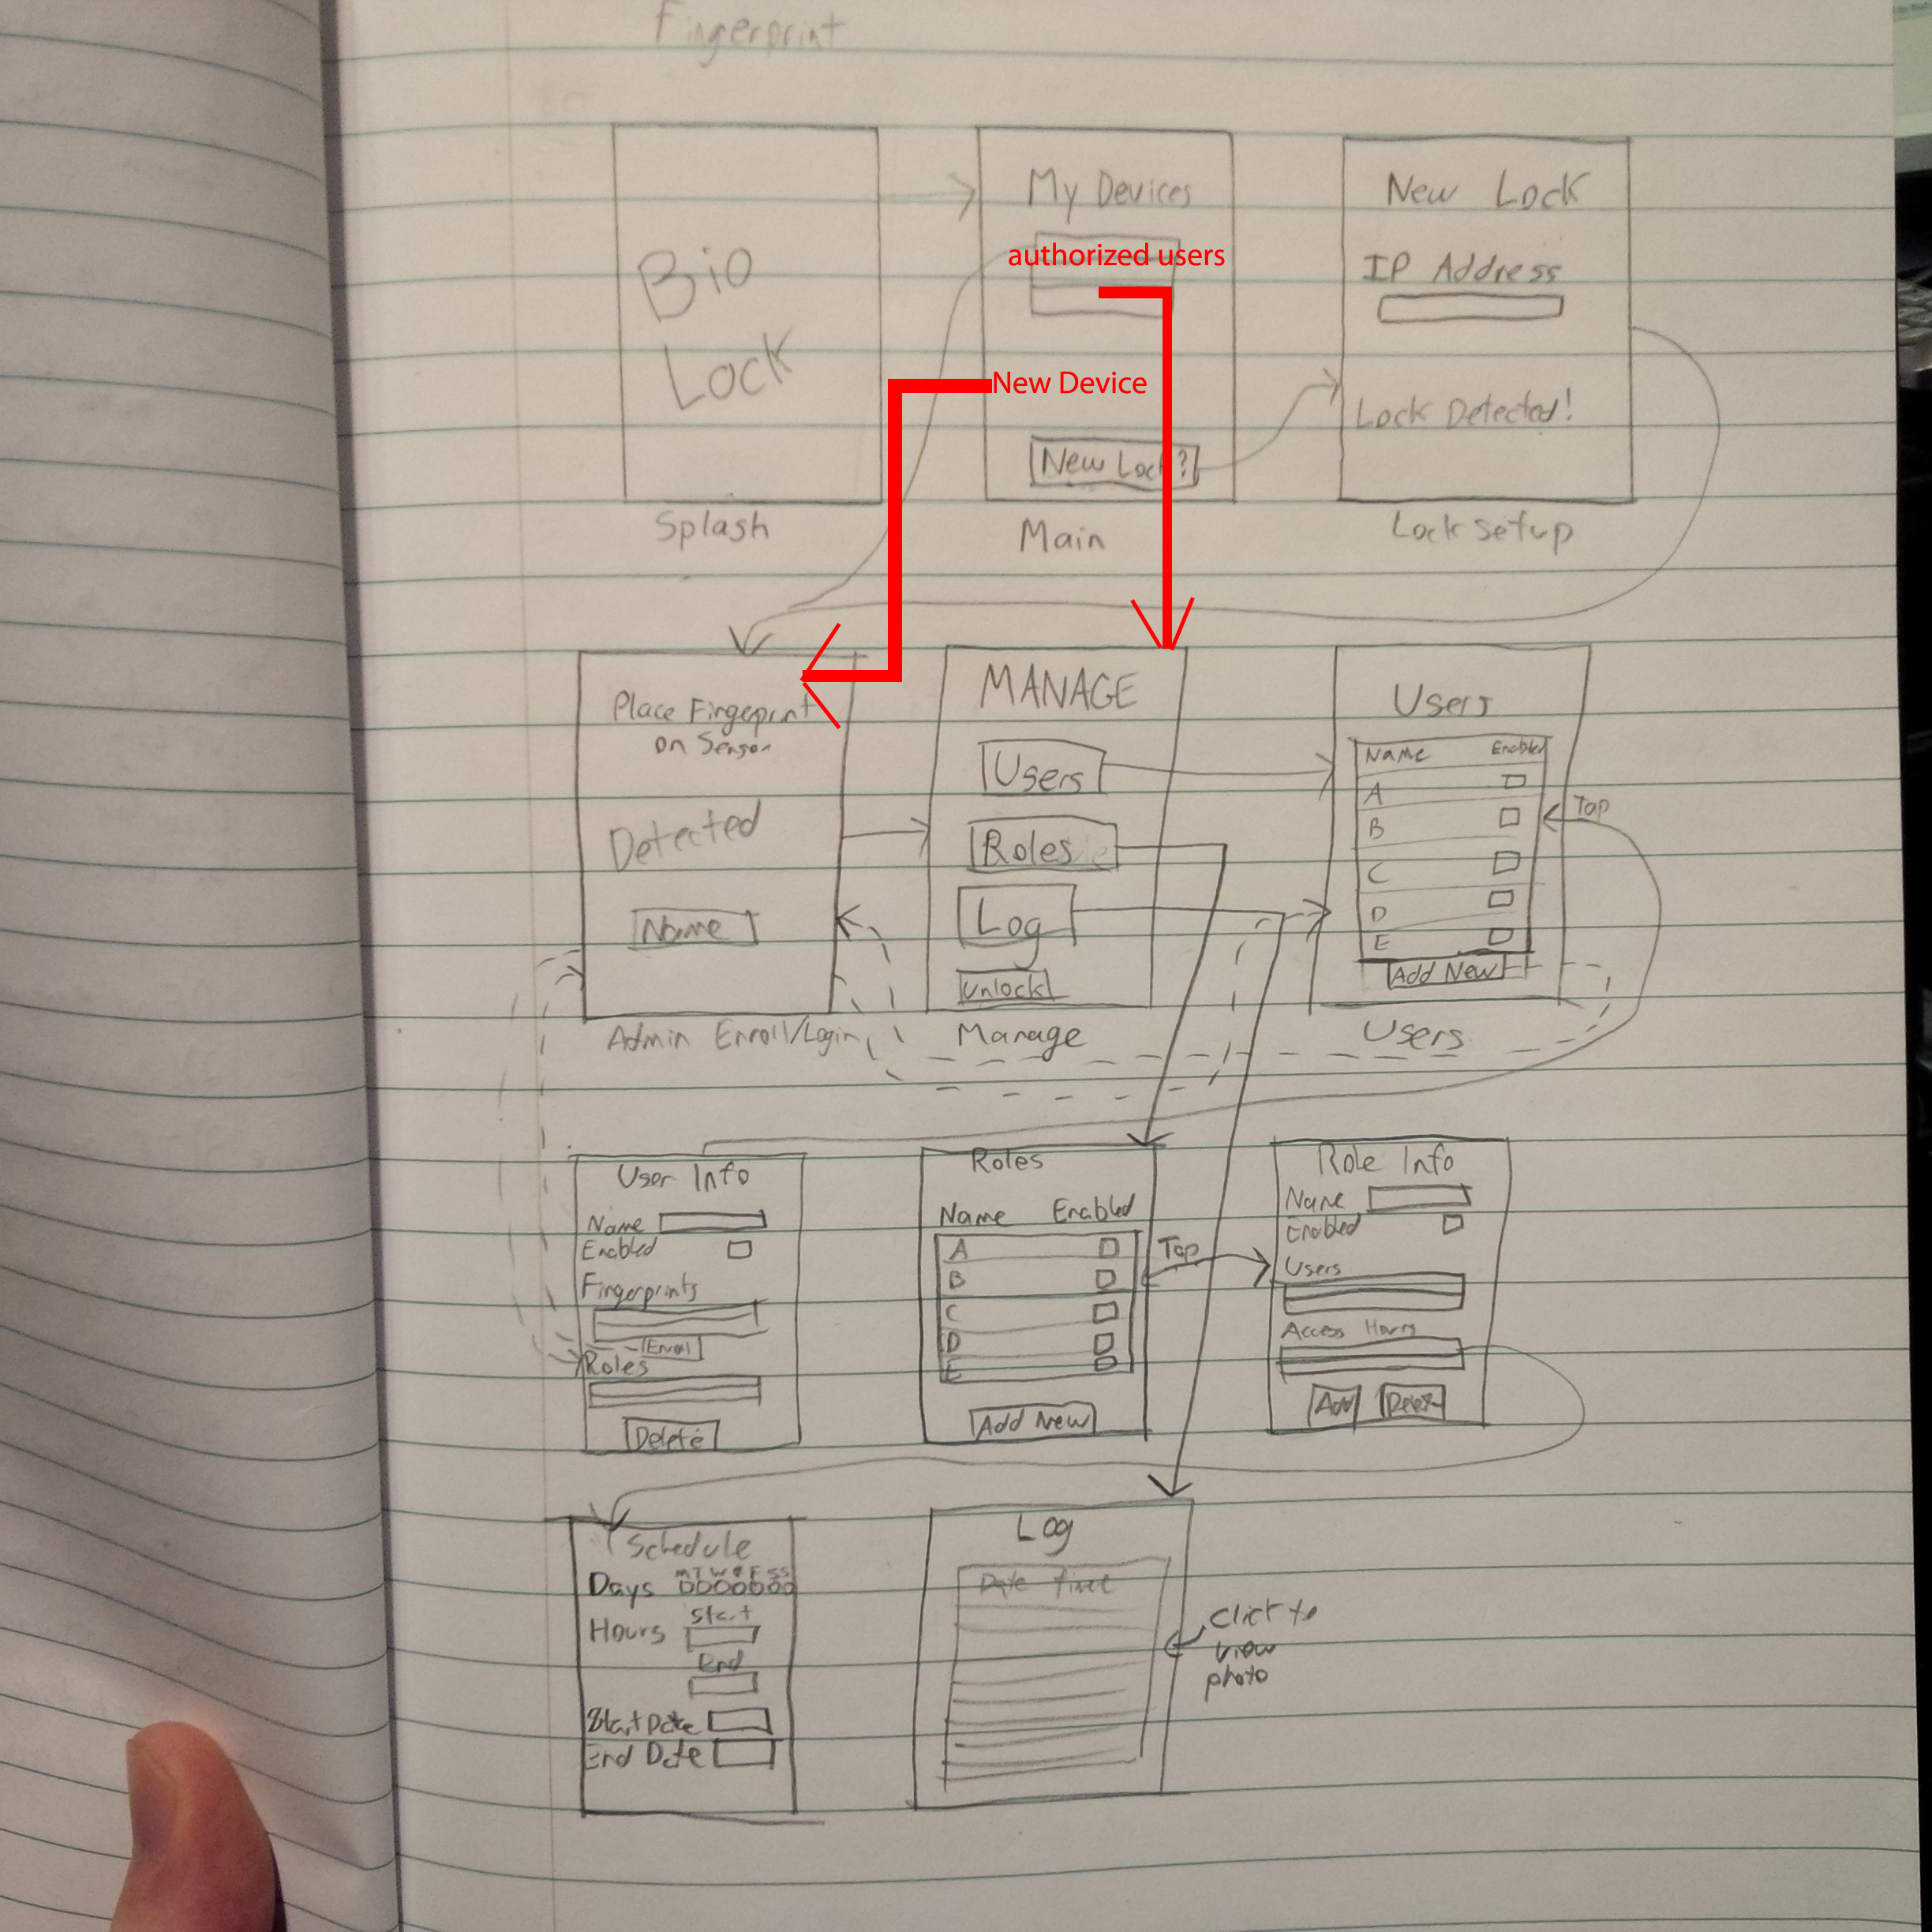 Fingerprint
Bio
Lock
Splash
My Devices
authorized users
New Device
New Lock?
Main
New Lock
IP Address
Lock Detected!
Lock setup
Place Fingeprint
on Sensor
Detected
Name
Admin Enroll/Login
MANAGE
Users
Roles
Log
Unlock
Manage
Users
Name Enabled
A
B
C
D
E
Add New
Tap
Users
User Info
Name
Enabled
Fingerprints
Enroll
Roles
Delete
Roles
Name Enabled
A
B
C
D
E
Add New
Tap
Role Info
Name
Enabled
Users
Access Hours
Add Delete
Schedule
M T W R F S S
Days
Start
Hours
End
Start Date
End Date
Log
Date Time
Click to
view
photo